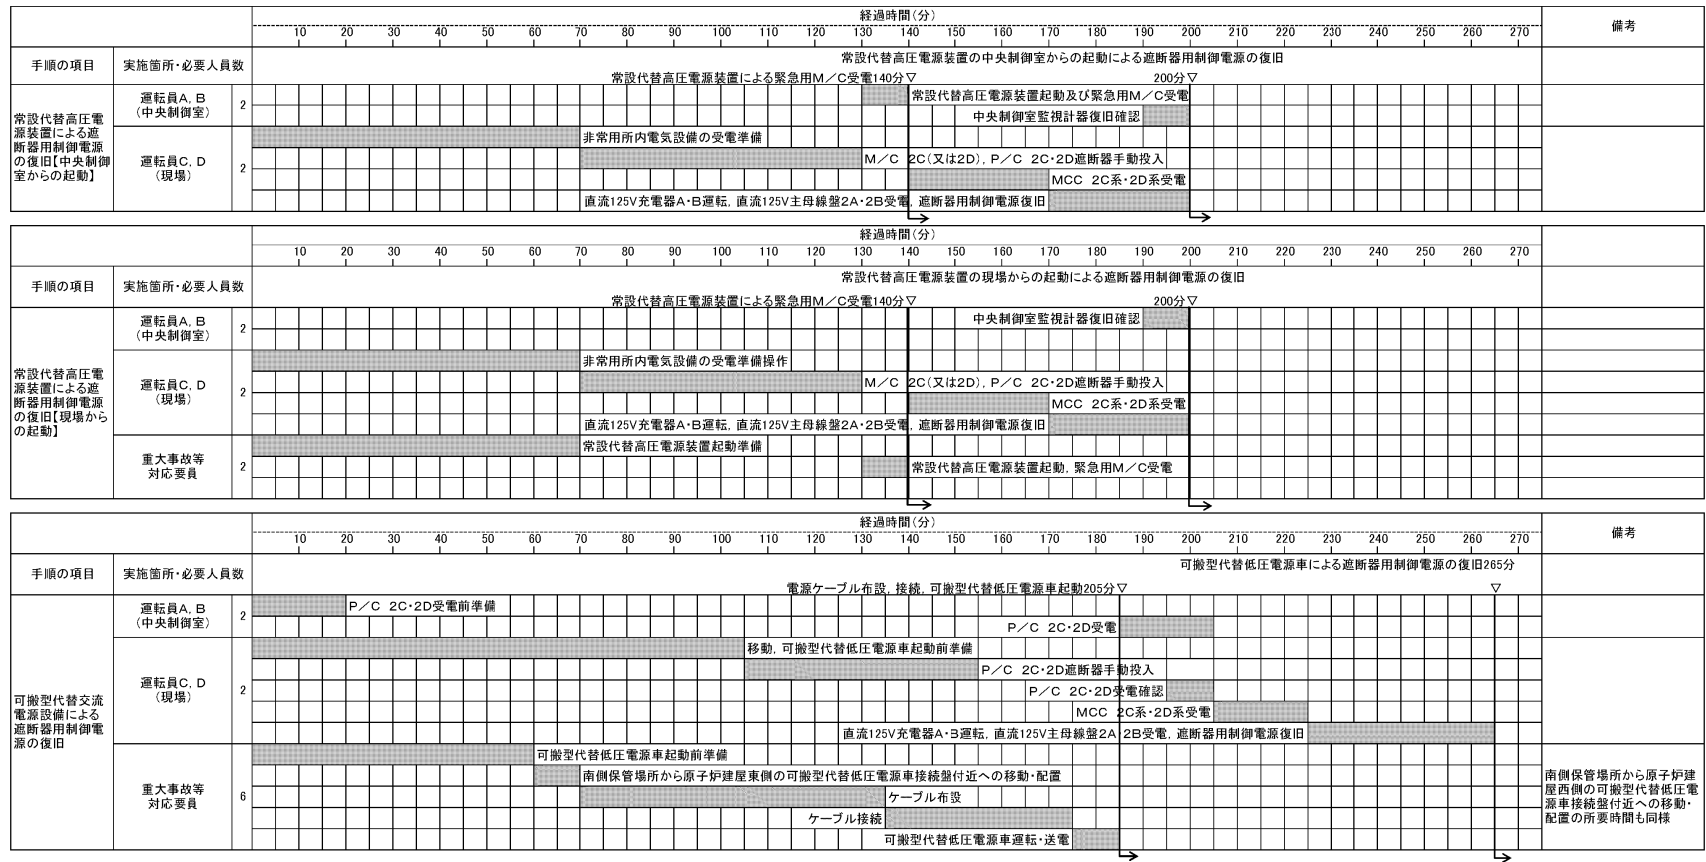 経過時間(分)
備考
10 20 30 40 50 60 70 80 90 100 110 120 130 140 150 160 170 180 190 200 210 220 230 240 250 260 270
手順の項目
実施箇所・必要人員数
常設代替高圧電源装置の中央制御室からの起動による遮断器用制御電源の復旧
常設代替高圧電源装置による緊急用M/C受電140分▽
200分▽
常設代替高圧電
源装置による遮
断器用制御電源
の復旧【中央制御
室からの起動】
運転員A, B
(中央制御室)
2
常設代替高圧電源装置起動及び緊急用M/C受電
中央制御室監視計器復旧確認
運転員C, D
(現場)
2
非常用所内電気設備の受電準備
M/C 2C(又は2D), P/C 2C・2D遮断器手動投入
MCC 2C系・2D系受電
直流125V充電器A・B運転, 直流125V主母線盤2A・2B受電, 遮断器用制御電源復旧
経過時間(分)
10 20 30 40 50 60 70 80 90 100 110 120 130 140 150 160 170 180 190 200 210 220 230 240 250 260 270
手順の項目
実施箇所・必要人員数
常設代替高圧電源装置の現場からの起動による遮断器用制御電源の復旧
常設代替高圧電源装置による緊急用M/C受電140分▽
200分▽
常設代替高圧電
源装置による遮
断器用制御電源
の復旧【現場から
の起動】
運転員A, B
(中央制御室)
2
中央制御室監視計器復旧確認
運転員C, D
(現場)
2
非常用所内電気設備の受電準備操作
M/C 2C(又は2D), P/C 2C・2D遮断器手動投入
MCC 2C系・2D系受電
直流125V充電器A・B運転, 直流125V主母線盤2A・2B受電, 遮断器用制御電源復旧
重大事故等
対応要員
2
常設代替高圧電源装置起動準備
常設代替高圧電源装置起動, 緊急用M/C受電
経過時間(分)
備考
10 20 30 40 50 60 70 80 90 100 110 120 130 140 150 160 170 180 190 200 210 220 230 240 250 260 270
手順の項目
実施箇所・必要人員数
可搬型代替低圧電源車による遮断器用制御電源の復旧265分
電源ケーブル布設, 接続, 可搬型代替低圧電源車起動205分▽
▽
可搬型代替交流
電源設備による
遮断器用制御電
源の復旧
運転員A, B
(中央制御室)
2
P/C 2C・2D受電前準備
P/C 2C・2D受電
運転員C, D
(現場)
2
移動, 可搬型代替低圧電源車起動前準備
P/C 2C・2D遮断器手動投入
P/C 2C・2D受電確認
MCC 2C系・2D系受電
直流125V充電器A・B運転, 直流125V主母線盤2A・2B受電, 遮断器用制御電源復旧
重大事故等
対応要員
6
可搬型代替低圧電源車起動前準備
南側保管場所から原子炉建屋東側の可搬型代替低圧電源車接続盤付近への移動・配置
ケーブル布設
ケーブル接続
可搬型代替低圧電源車運転・送電
南側保管場所から原子炉建
屋西側の可搬型代替低圧電
源車接続盤付近への移動・
配置の所要時間も同様